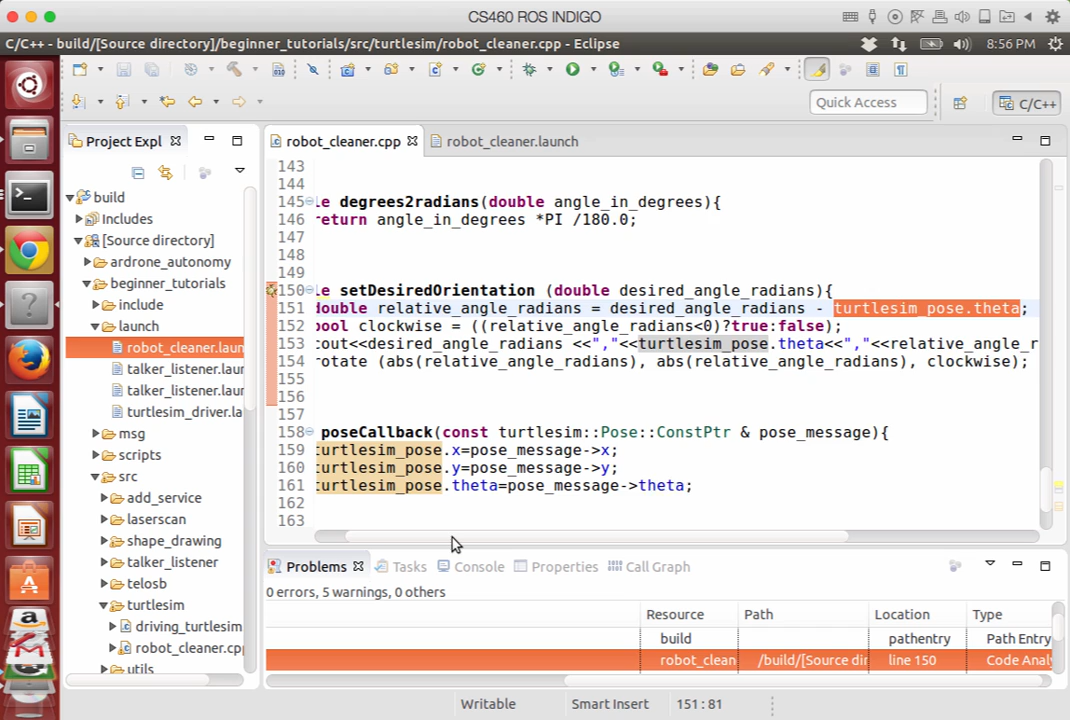 CS460 ROS INDIGO
C/C++ - build/[Source directory]/beginner_tutorials/src/turtlesim/robot_cleaner.cpp - Eclipse
8:56 PM
Quick Access
C/C++
Project Expl
robot_cleaner.cpp
robot_cleaner.launch
build
Includes
[Source directory]
ardrone_autonomy
beginner_tutorials
include
launch
robot_cleaner.laun
talker_listener.laur
talker_listener.laur
turtlesim_driver.la
msg
scripts
src
add_service
laserscan
shape_drawing
talker_listener
telosb
turtlesim
driving_turtlesim
robot_cleaner.cpp
utils
143
144
145 le degrees2radians(double angle_in_degrees){
146 return angle_in_degrees *PI /180.0;
147
148
149
150 le setDesiredOrientation (double desired_angle_radians){
151 double relative_angle_radians = desired_angle_radians - turtlesim_pose.theta;
152 bool clockwise = ((relative_angle_radians<0)?true:false);
153 cout<<desired_angle_radians <<","<<turtlesim_pose.theta<<","<<relative_angle_r
154 rotate (abs(relative_angle_radians), abs(relative_angle_radians), clockwise);
155
156
157
158 poseCallback(const turtlesim::Pose::ConstPtr & pose_message){
159 turtlesim_pose.x=pose_message->x;
160 turtlesim_pose.y=pose_message->y;
161 turtlesim_pose.theta=pose_message->theta;
162
163
Problems
Tasks
Console
Properties
Call Graph
0 errors, 5 warnings, 0 others
Resource Path Location Type
build pathentry Path Entry
robot_clean /build/[Source dir line 150 Code Analy
Writable
Smart Insert
151 : 81